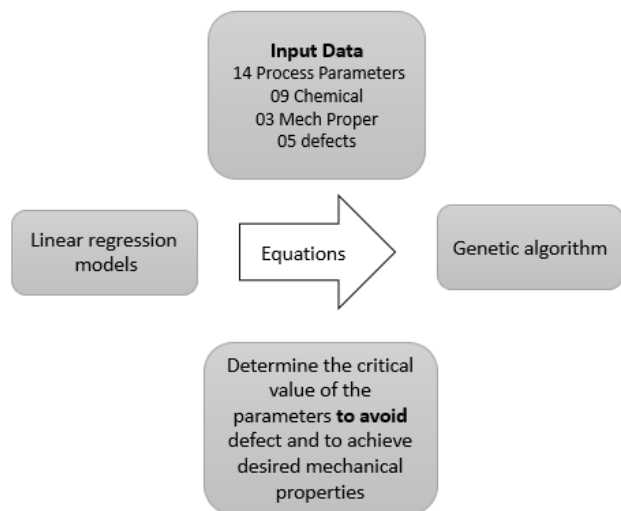 Input Data
14 Process Parameters
09 Chemical
03 Mech Proper
05 defects
Linear regression
models
Equations
Genetic algorithm
Determine the critical
value of the
parameters to avoid
defect and to achieve
desired mechanical
properties